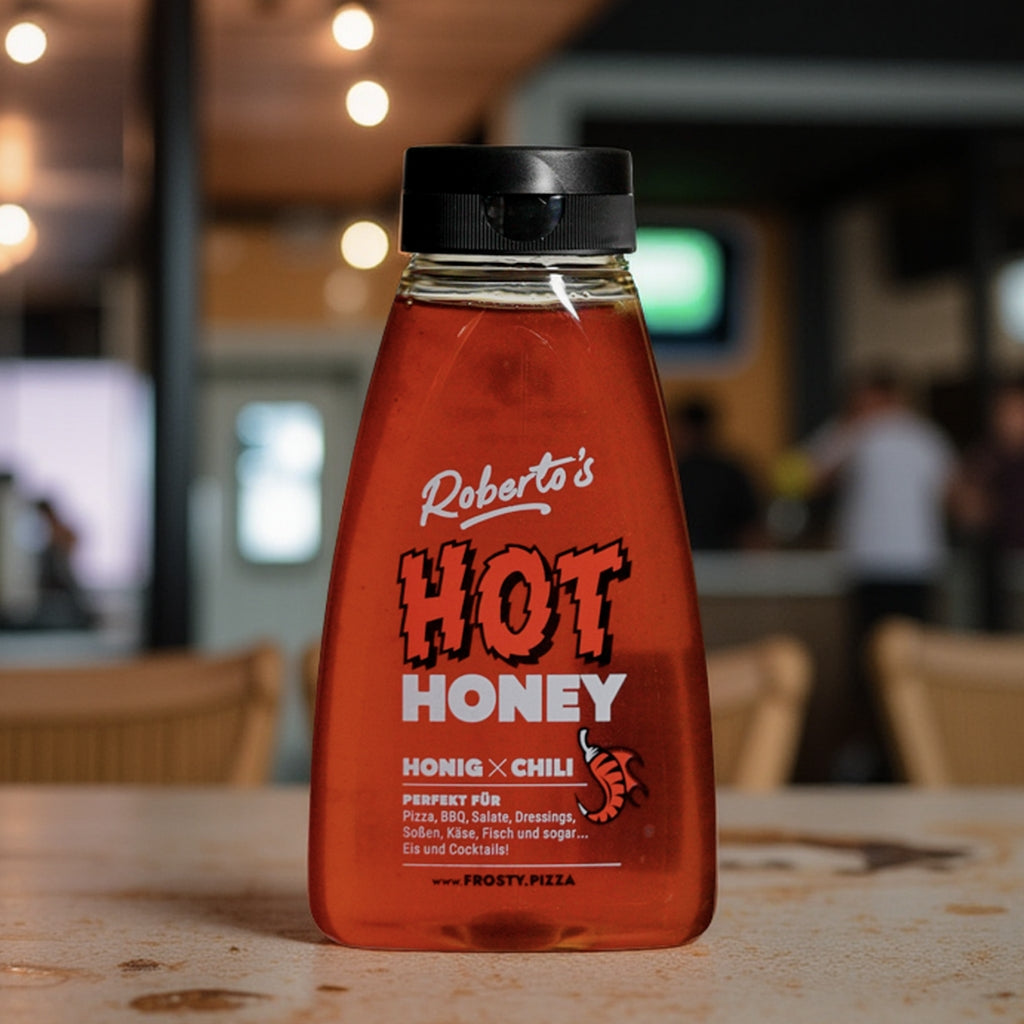 Roberto's
HOT
HONEY
HONIG × CHILI
PERFEKT FÜR
Pizza, BBQ, Salate, Dressings,
Soßen, Käse, Fisch und sogar...
Eis und Cocktails!
www.FROSTY.PIZZA